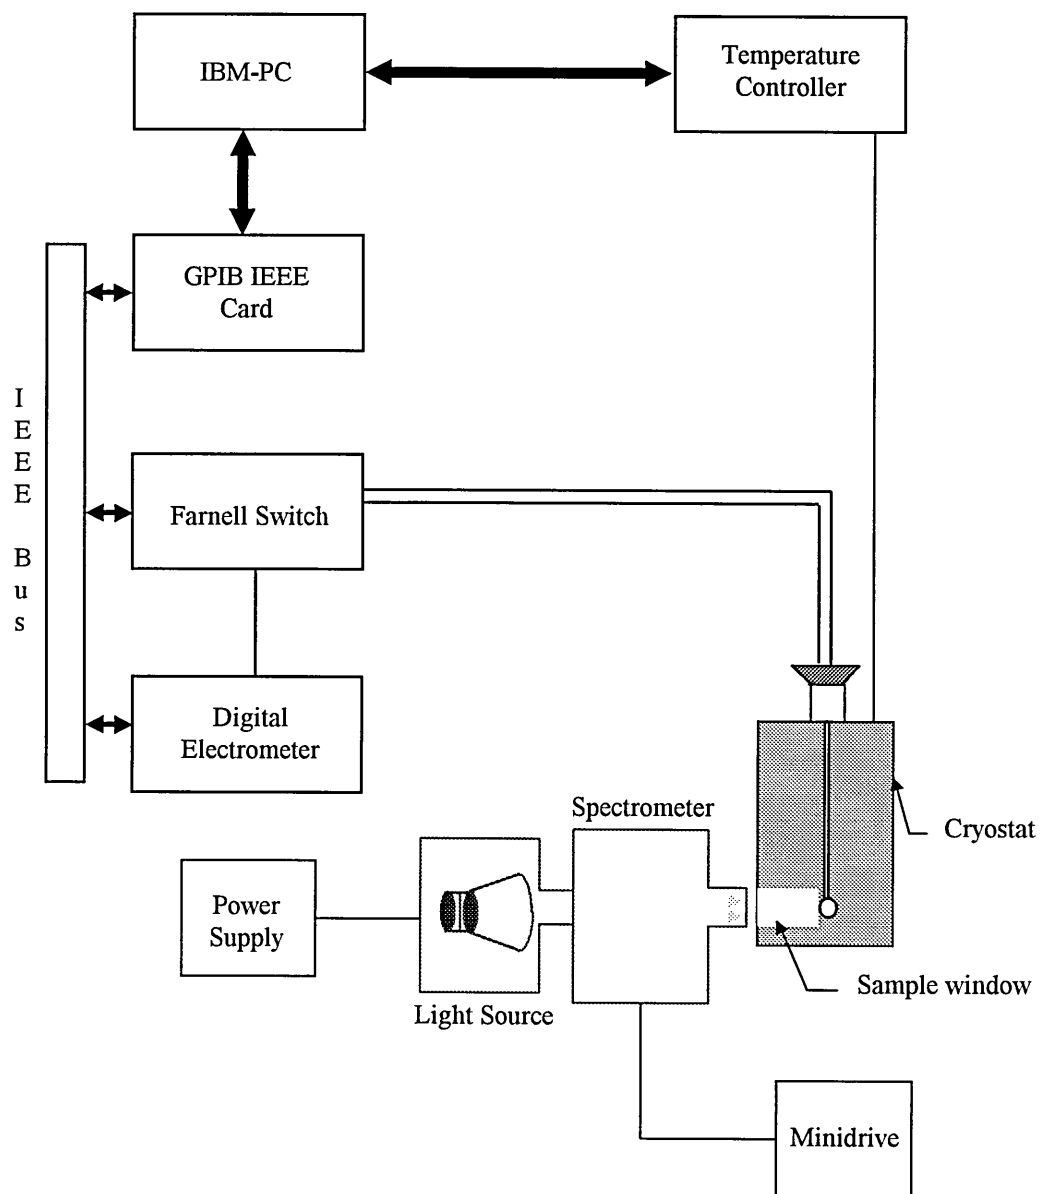 IBM-PC
Temperature
Controller
GPIB IEEE
Card
I
E
E
E
B
u
s
Farnell Switch
Digital
Electrometer
Spectrometer
Cryostat
Power
Supply
Sample window
Light Source
Minidrive